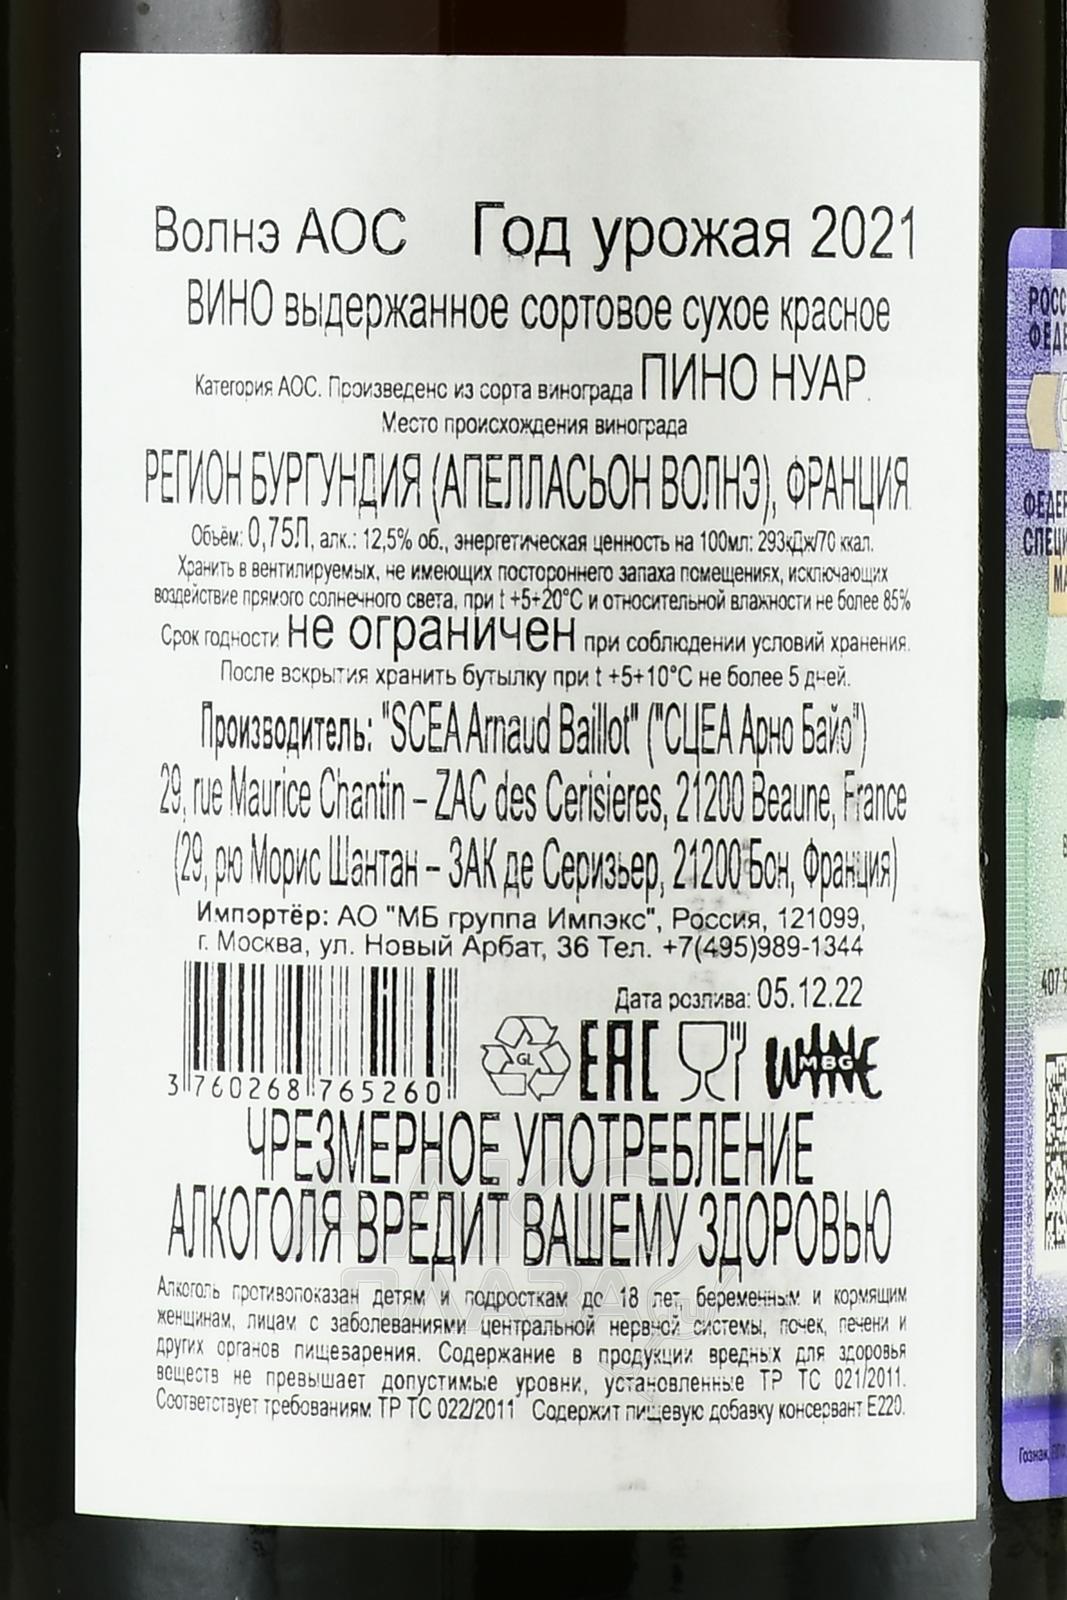 Волнэ АОС Год урожая 2021
ВИНО выдержанное сортовое сухое красное
Категория АОС. Произведено из сорта винограда ПИНО НУАР.
Место происхождения винограда
РЕГИОН БУРГУНДИЯ (АПЕЛЛАСЬОН ВОЛНЭ), ФРАНЦИЯ.
Объём: 0,75Л, алк.: 12,5% об., энергетическая ценность на 100мл: 293кДж/70 ккал.
Хранить в вентилируемых, не имеющих постороннего запаха помещениях, исключающих
воздействие прямого солнечного света, при t +5+20°С и относительной влажности не более 85%
Срок годности не ограничен при соблюдении условий хранения.
После вскрытия хранить бутылку при t +5+10°С не более 5 дней.
Производитель: "SCEA Arnaud Baillot" ("СЦЕА Арно Байо")
29, rue Maurice Chantin – ZAC des Cerisieres, 21200 Beaune, France
(29, рю Морис Шантан – ЗАК де Серизьер, 21200 Бон, Франция)
Импортёр: АО "МБ группа Импэкс", Россия, 121099,
г. Москва, ул. Новый Арбат, 36 Тел. +7(495)989-1344
Дата розлива: 05.12.22
GL EAC WINE MBG
3 760268 765260
ЧРЕЗМЕРНОЕ УПОТРЕБЛЕНИЕ
АЛКОГОЛЯ ВРЕДИТ ВАШЕМУ ЗДОРОВЬЮ
Алкоголь противопоказан детям и подросткам до 18 лет, беременным и кормящим
женщинам, лицам с заболеваниями центральной нервной системы, почек, печени и
других органов пищеварения. Содержание в продукции вредных для здоровья
веществ не превышает допустимые уровни, установленные ТР ТС 021/2011.
Соответствует требованиям ТР ТС 022/2011 Содержит пищевую добавку консервант Е220.
АЛКО
ПЛАЗА